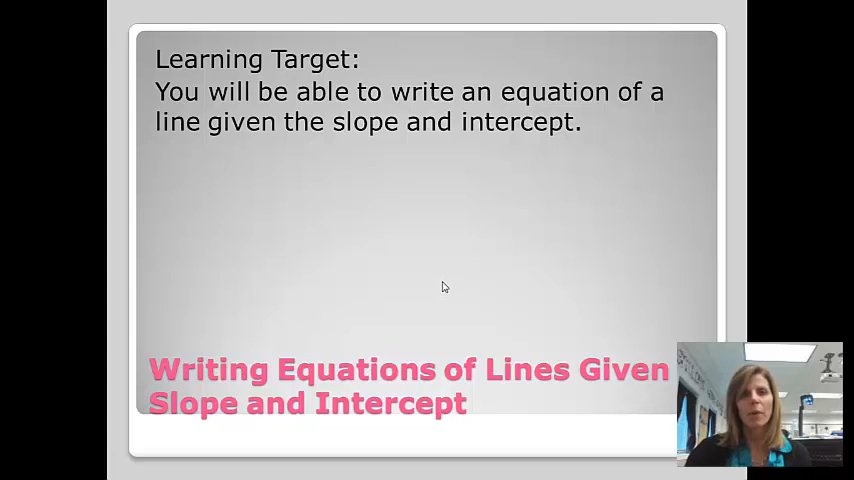 Learning Target:
You will be able to write an equation of a
line given the slope and intercept.
Writing Equations of Lines Given
Slope and Intercept